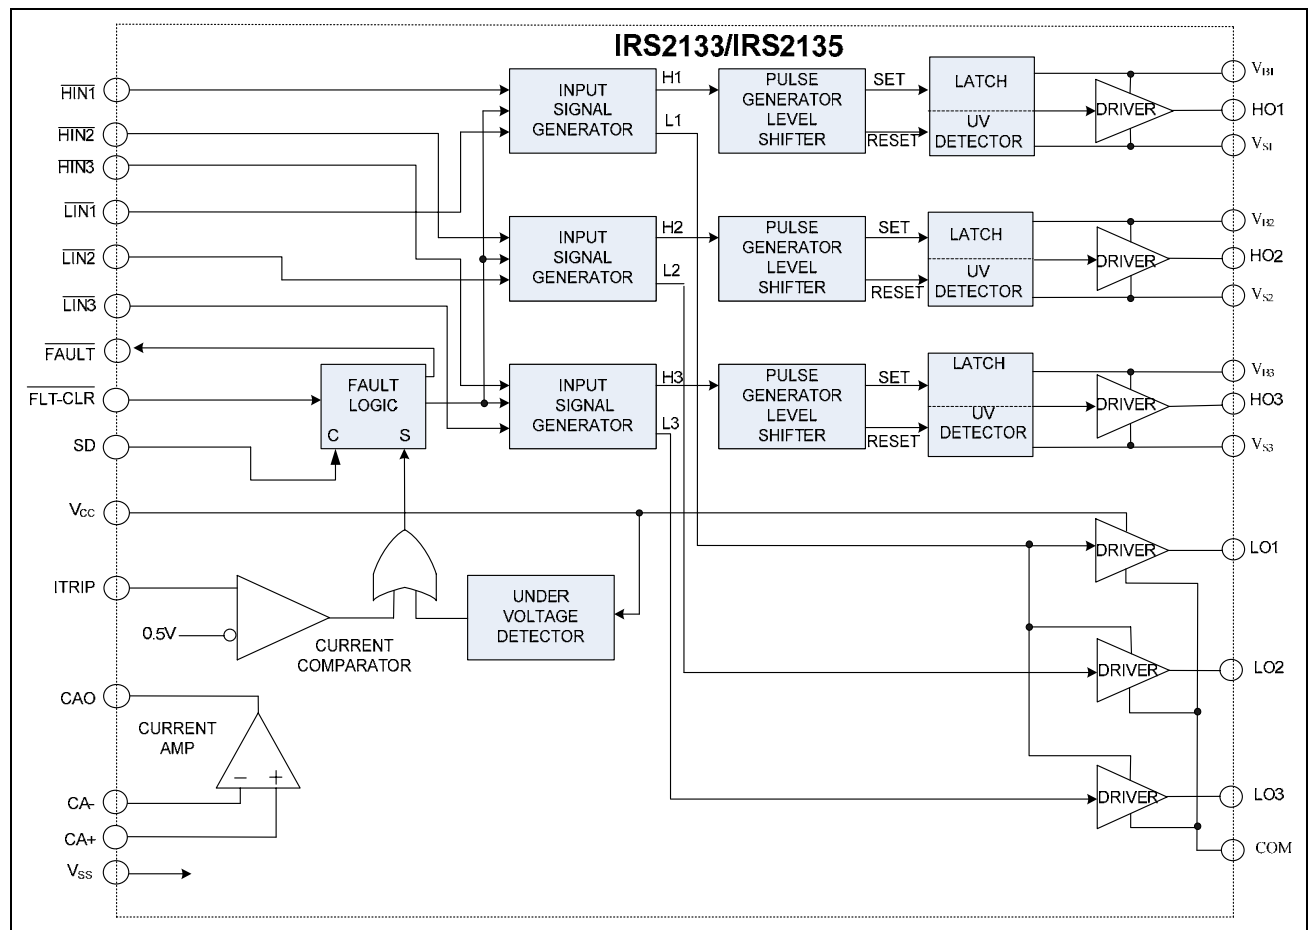 IRS2133/IRS2135
HIN1
HIN2
HIN3
LIN1
LIN2
LIN3
FAULT
FLT-CLR
SD
VCC
ITRIP
0.5V
CAO
CA-
CA+
VSS
INPUT
SIGNAL
GENERATOR
H1
L1
PULSE
GENERATOR
LEVEL
SHIFTER
SET
RESET
LATCH
UV
DETECTOR
DRIVER
VB1
HO1
VS1
INPUT
SIGNAL
GENERATOR
H2
L2
PULSE
GENERATOR
LEVEL
SHIFTER
SET
RESET
LATCH
UV
DETECTOR
DRIVER
VB2
HO2
VS2
FAULT
LOGIC
C
S
INPUT
SIGNAL
GENERATOR
H3
L3
PULSE
GENERATOR
LEVEL
SHIFTER
SET
RESET
LATCH
UV
DETECTOR
DRIVER
VB3
HO3
VS3
CURRENT
COMPARATOR
UNDER
VOLTAGE
DETECTOR
CURRENT
AMP
−
+
DRIVER
LO1
DRIVER
LO2
DRIVER
LO3
COM